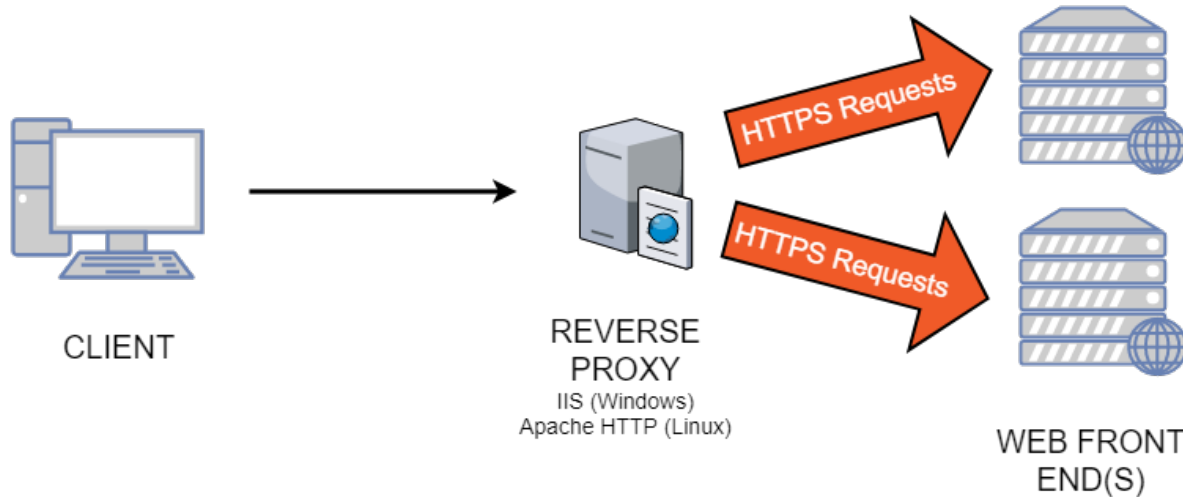 CLIENT
REVERSE
PROXY
IIS (Windows)
Apache HTTP (Linux)
HTTPS Requests
HTTPS Requests
WEB FRONT
END(S)